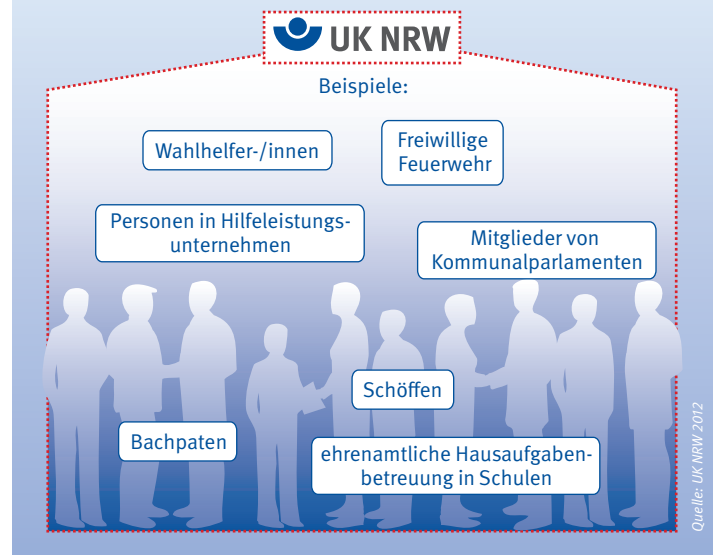 UK NRW
Beispiele:
Wahlhelfer-/innen
Freiwillige
Feuerwehr
Personen in Hilfeleistungs-
unternehmen
Mitglieder von
Kommunalparlamenten
Schöffen
Bachpaten
ehrenamtliche Hausaufgaben-
betreuung in Schulen
Quelle: UK NRW 2012